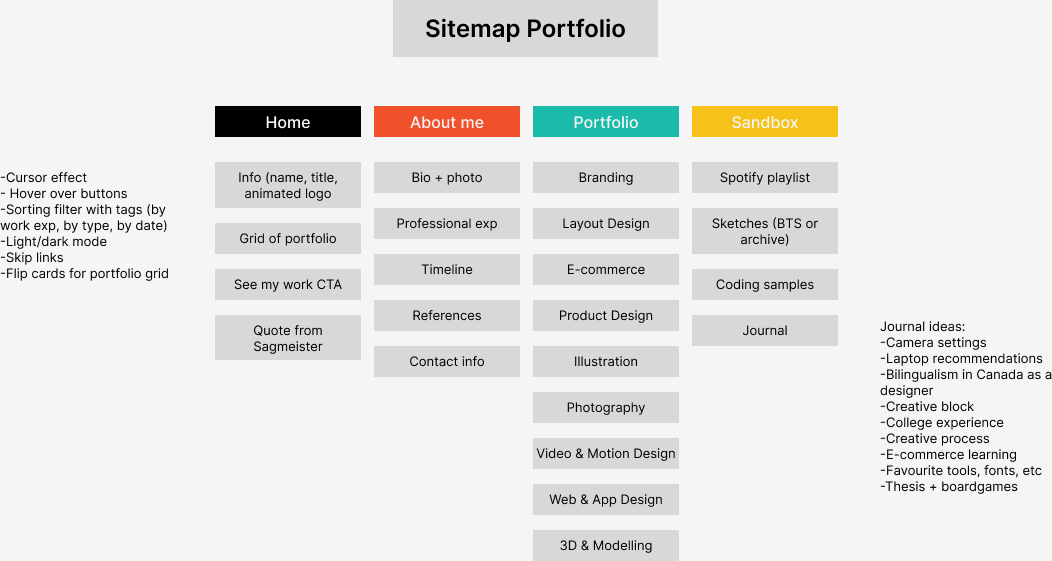 Sitemap Portfolio
Home
Info (name, title,
animated logo
Grid of portfolio
See my work CTA
Quote from
Sagmeister
About me
Bio + photo
Professional exp
Timeline
References
Contact info
Portfolio
Branding
Layout Design
E-commerce
Product Design
Illustration
Photography
Video & Motion Design
Web & App Design
3D & Modelling
Sandbox
Spotify playlist
Sketches (BTS or
archive)
Coding samples
Journal
-Cursor effect
- Hover over buttons
-Sorting filter with tags (by
work exp, by type, by date)
-Light/dark mode
-Skip links
-Flip cards for portfolio grid
Journal ideas:
-Camera settings
-Laptop recommendations
-Bilingualism in Canada as a
designer
-Creative block
-College experience
-Creative process
-E-commerce learning
-Favourite tools, fonts, etc
-Thesis + boardgames